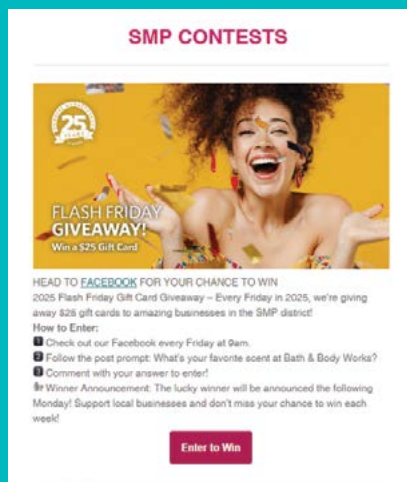 SMP CONTESTS
25
YEARS
FLASH FRIDAY
GIVEAWAY!
Win a $25 Gift Card
HEAD TO FACEBOOK FOR YOUR CHANCE TO WIN
2025 Flash Friday Gift Card Giveaway – Every Friday in 2025, we're giving
away $25 gift cards to amazing businesses in the SMP district!
How to Enter:
1 Check out our Facebook every Friday at 9am.
2 Follow the post prompt: What's your favorite scent at Bath & Body Works?
3 Comment with your answer to enter!
Winner Announcement: The lucky winner will be announced the following
Monday! Support local businesses and don't miss your chance to win each
week!
Enter to Win